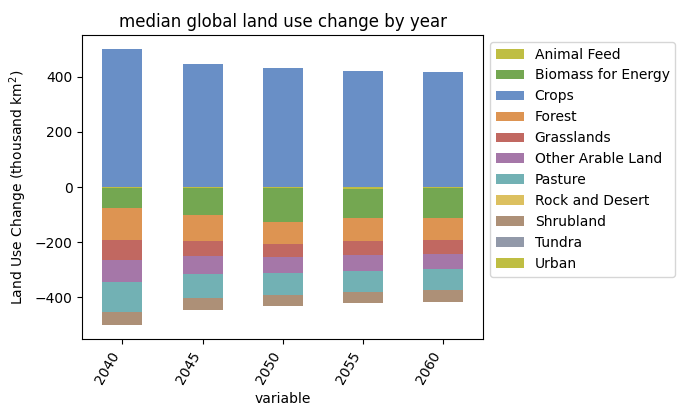 median global land use change by year
Land Use Change (thousand km²)
400
200
0
−200
−400
2040
2045
2050
2055
2060
variable
Animal Feed
Biomass for Energy
Crops
Forest
Grasslands
Other Arable Land
Pasture
Rock and Desert
Shrubland
Tundra
Urban